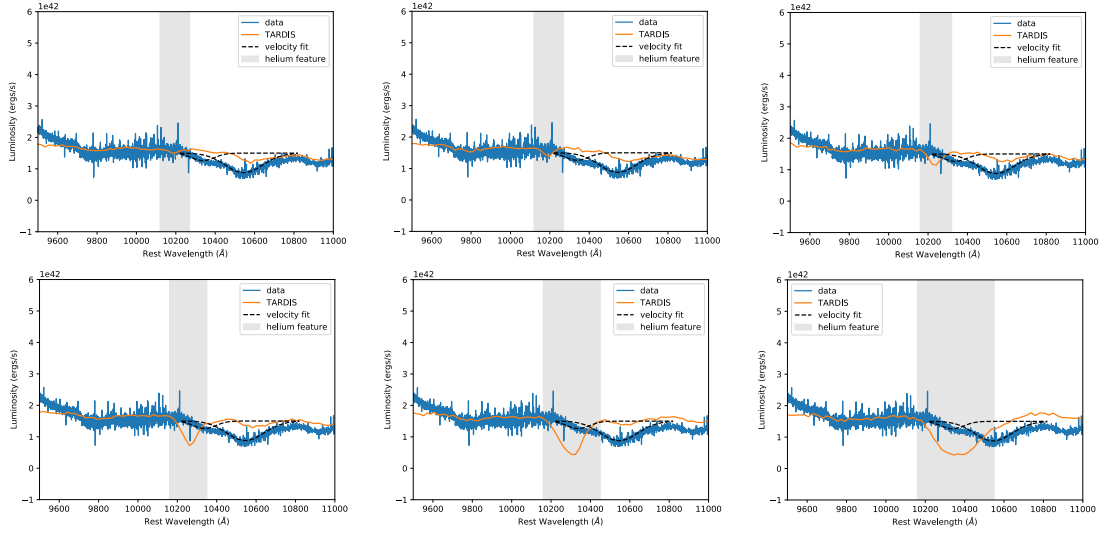 1e42
6
5
4
3
2
1
0
−1
Luminosity (ergs/s)
data
TARDIS
velocity fit
helium feature
9600 9800 10000 10200 10400 10600 10800 11000
Rest Wavelength (Å)
1e42
6
5
4
3
2
1
0
−1
Luminosity (ergs/s)
data
TARDIS
velocity fit
helium feature
9600 9800 10000 10200 10400 10600 10800 11000
Rest Wavelength (Å)
1e42
6
5
4
3
2
1
0
−1
Luminosity (ergs/s)
data
TARDIS
velocity fit
helium feature
9600 9800 10000 10200 10400 10600 10800 11000
Rest Wavelength (Å)
1e42
6
5
4
3
2
1
0
−1
Luminosity (ergs/s)
data
TARDIS
velocity fit
helium feature
9600 9800 10000 10200 10400 10600 10800 11000
Rest Wavelength (Å)
1e42
6
5
4
3
2
1
0
−1
Luminosity (ergs/s)
data
TARDIS
velocity fit
helium feature
9600 9800 10000 10200 10400 10600 10800 11000
Rest Wavelength (Å)
1e42
6
5
4
3
2
1
0
−1
Luminosity (ergs/s)
data
TARDIS
velocity fit
helium feature
9600 9800 10000 10200 10400 10600 10800 11000
Rest Wavelength (Å)